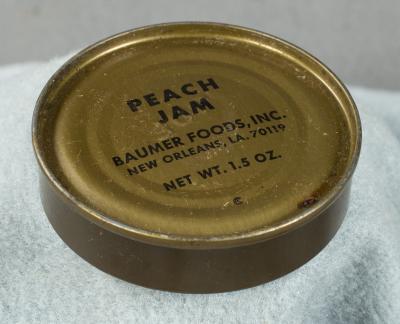 PEACH
JAM
BAUMER FOODS, INC.
NEW ORLEANS, LA. 70119
NET WT. 1.5 OZ.